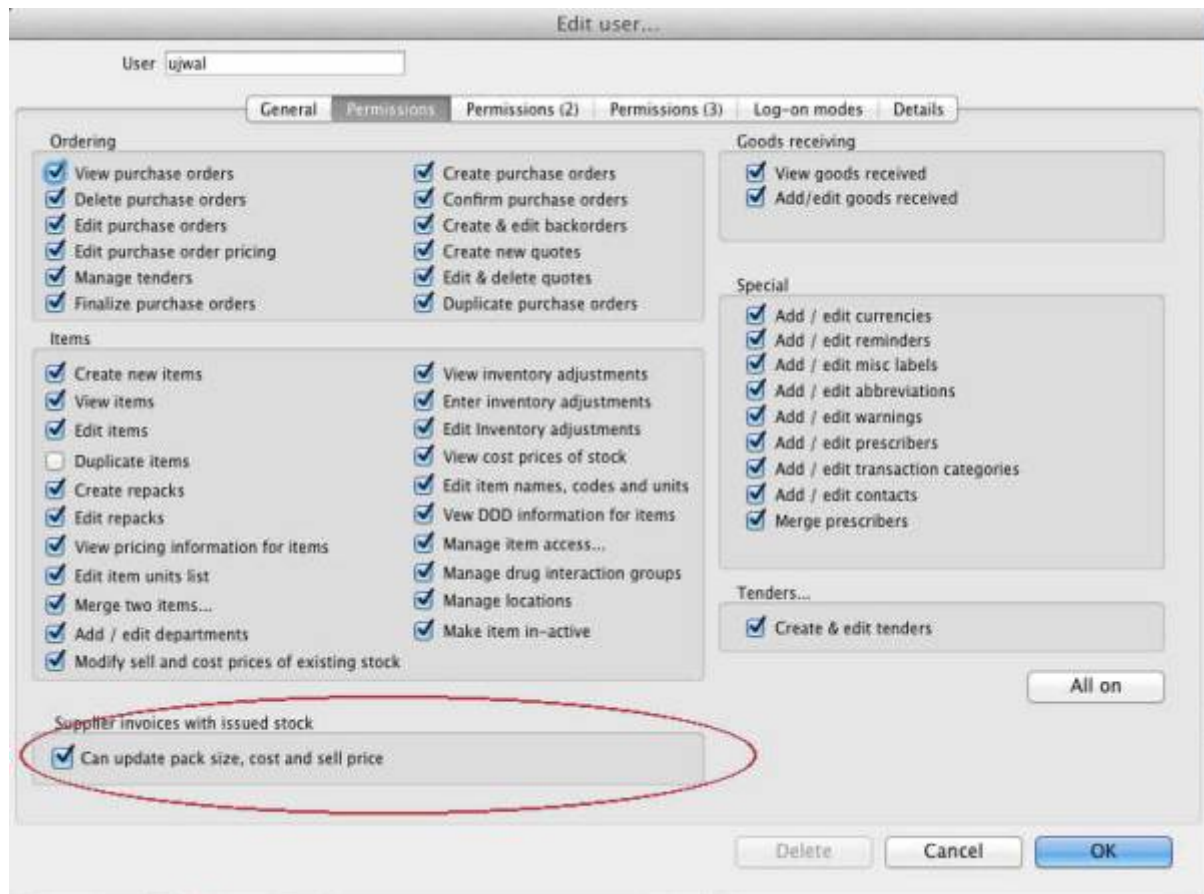 Edit user...
User ujwal
General Permissions Permissions (2) Permissions (3) Log-on modes Details
Ordering
View purchase orders
Delete purchase orders
Edit purchase orders
Edit purchase order pricing
Manage tenders
Finalize purchase orders
Create purchase orders
Confirm purchase orders
Create & edit backorders
Create new quotes
Edit & delete quotes
Duplicate purchase orders
Items
Create new items
View items
Edit items
Duplicate items
Create repacks
Edit repacks
View pricing information for items
Edit item units list
Merge two items...
Add / edit departments
Modify sell and cost prices of existing stock
View inventory adjustments
Enter inventory adjustments
Edit Inventory adjustments
View cost prices of stock
Edit item names, codes and units
Vew DDD information for items
Manage item access...
Manage drug interaction groups
Manage locations
Make item in-active
Supplier invoices with issued stock
Can update pack size, cost and sell price
Goods receiving
View goods received
Add/edit goods received
Special
Add / edit currencies
Add / edit reminders
Add / edit misc labels
Add / edit abbreviations
Add / edit warnings
Add / edit prescribers
Add / edit transaction categories
Add / edit contacts
Merge prescribers
Tenders...
Create & edit tenders
All on
Delete Cancel OK